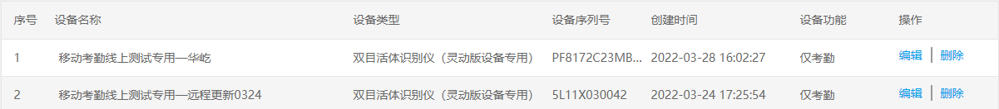 序号 设备名称 设备类型 设备序列号 创建时间 设备功能 操作
1 移动考勤线上测试专用—华屹 双目活体识别仪（灵动版设备专用） PF8172C23MB... 2022-03-28 16:02:27 仅考勤 编辑 | 删除
2 移动考勤线上测试专用—远程更新0324 双目活体识别仪（灵动版设备专用） 5L11X030042 2022-03-24 17:25:54 仅考勤 编辑 | 删除